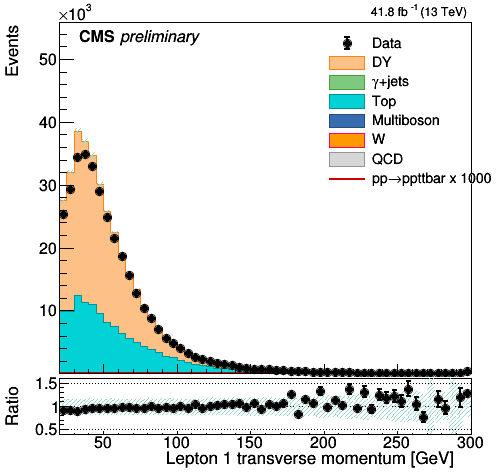 ×10³
CMS preliminary
41.8 fb⁻¹ (13 TeV)
Events
50
40
30
20
10
Data
DY
γ+jets
Top
Multiboson
W
QCD
pp→ppttbar x 1000
Ratio
1.5
1
0.5
50 100 150 200 250 300
Lepton 1 transverse momentum [GeV]